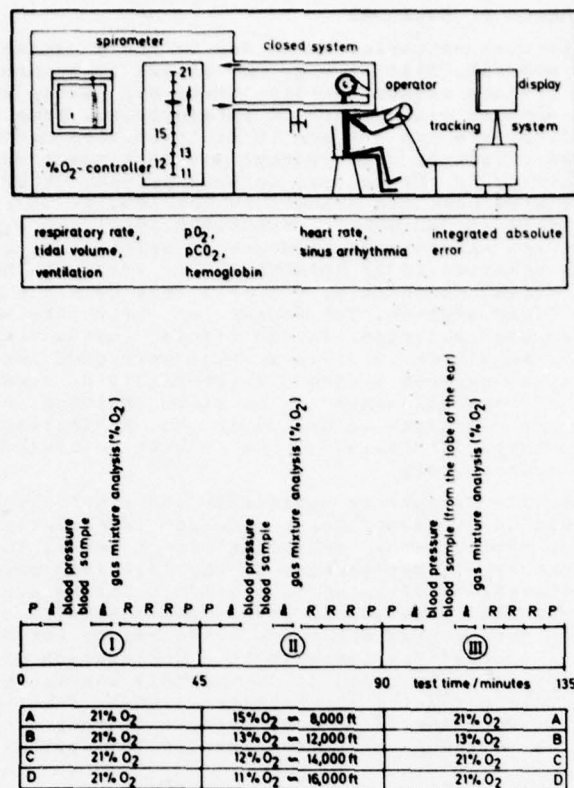 spirometer closed system
21
operator display
15
tracking system
13
%O2-controller 12
11
respiratory rate, pO2, heart rate, integrated absolute
tidal volume, pCO2, sinus arrhythmia error
ventilation hemoglobin
blood pressure
blood sample
gas mixture analysis (% O2)
blood pressure
blood sample
gas mixture analysis (% O2)
blood pressure
blood sample (from the lobe of the ear)
gas mixture analysis (% O2)
P R R R P P R R R P P R R R P
I II III
0 45 90 test time/minutes 135
A 21% O2 15% O2 ≈ 8,000 ft 21% O2 A
B 21% O2 13% O2 ≈ 12,000 ft 13% O2 B
C 21% O2 12% O2 ≈ 14,000 ft 21% O2 C
D 21% O2 11% O2 ≈ 16,000 ft 21% O2 D